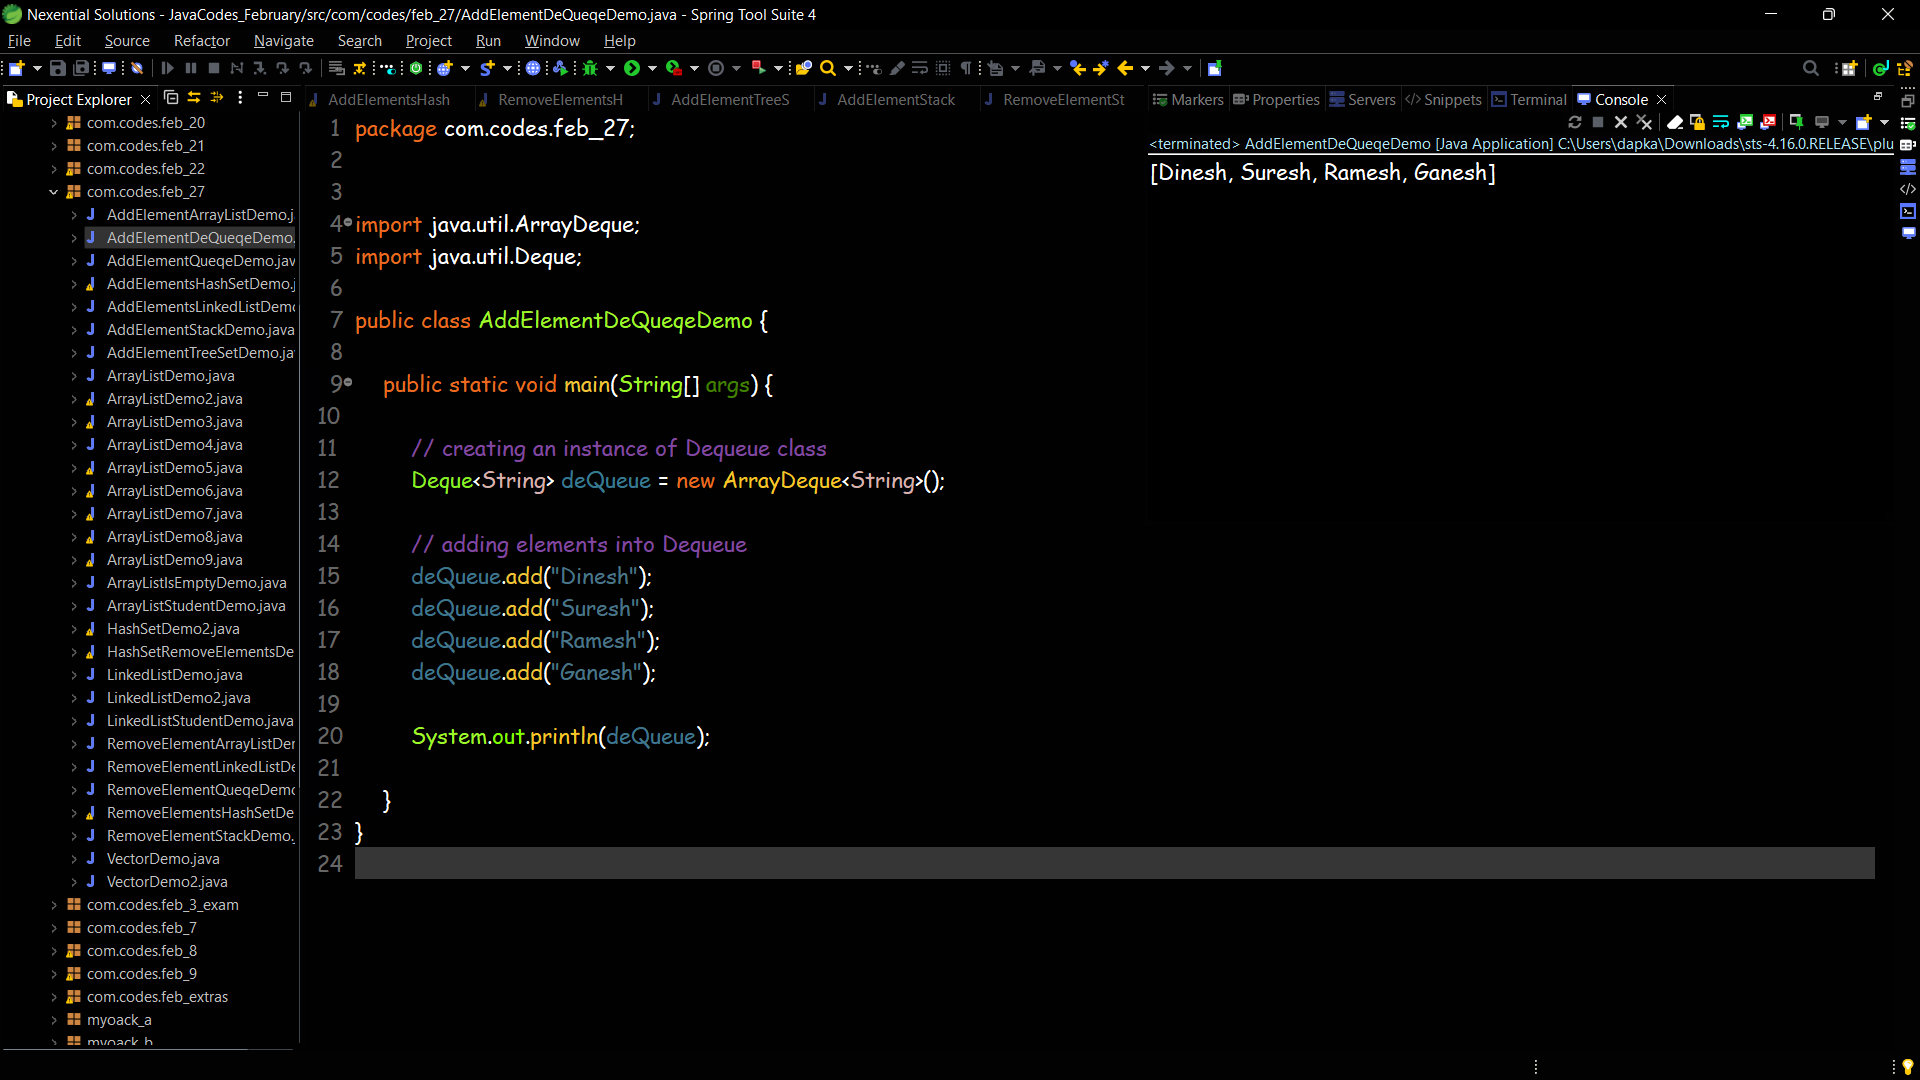 Nexential Solutions - JavaCodes_February/src/com/codes/feb_27/AddElementDeQueqeDemo.java - Spring Tool Suite 4
File Edit Source Refactor Navigate Search Project Run Window Help
Project Explorer
com.codes.feb_20
com.codes.feb_21
com.codes.feb_22
com.codes.feb_27
AddElementArrayListDemo.j
AddElementDeQueqeDemo.
AddElementQueqeDemo.jav
AddElementsHashSetDemo.j
AddElementsLinkedListDemo
AddElementStackDemo.java
AddElementTreeSetDemo.ja
ArrayListDemo.java
ArrayListDemo2.java
ArrayListDemo3.java
ArrayListDemo4.java
ArrayListDemo5.java
ArrayListDemo6.java
ArrayListDemo7.java
ArrayListDemo8.java
ArrayListDemo9.java
ArrayListIsEmptyDemo.java
ArrayListStudentDemo.java
HashSetDemo2.java
HashSetRemoveElementsDe
LinkedListDemo.java
LinkedListDemo2.java
LinkedListStudentDemo.java
RemoveElementArrayListDer
RemoveElementLinkedListDe
RemoveElementQueqeDemo
RemoveElementsHashSetDe
RemoveElementStackDemo.
VectorDemo.java
VectorDemo2.java
com.codes.feb_3_exam
com.codes.feb_7
com.codes.feb_8
com.codes.feb_9
com.codes.feb_extras
myoack_a
myoack_b
AddElementsHash RemoveElementsH AddElementTreeS AddElementStack RemoveElementSt
1 package com.codes.feb_27;
2
3
4 import java.util.ArrayDeque;
5 import java.util.Deque;
6
7 public class AddElementDeQueqeDemo {
8
9 public static void main(String[] args) {
10
11 // creating an instance of Dequeue class
12 Deque<String> deQueue = new ArrayDeque<String>();
13
14 // adding elements into Dequeue
15 deQueue.add("Dinesh");
16 deQueue.add("Suresh");
17 deQueue.add("Ramesh");
18 deQueue.add("Ganesh");
19
20 System.out.println(deQueue);
21
22 }
23 }
24
Markers Properties Servers Snippets Terminal Console
<terminated> AddElementDeQueqeDemo [Java Application] C:\Users\dapka\Downloads\sts-4.16.0.RELEASE\plu
[Dinesh, Suresh, Ramesh, Ganesh]